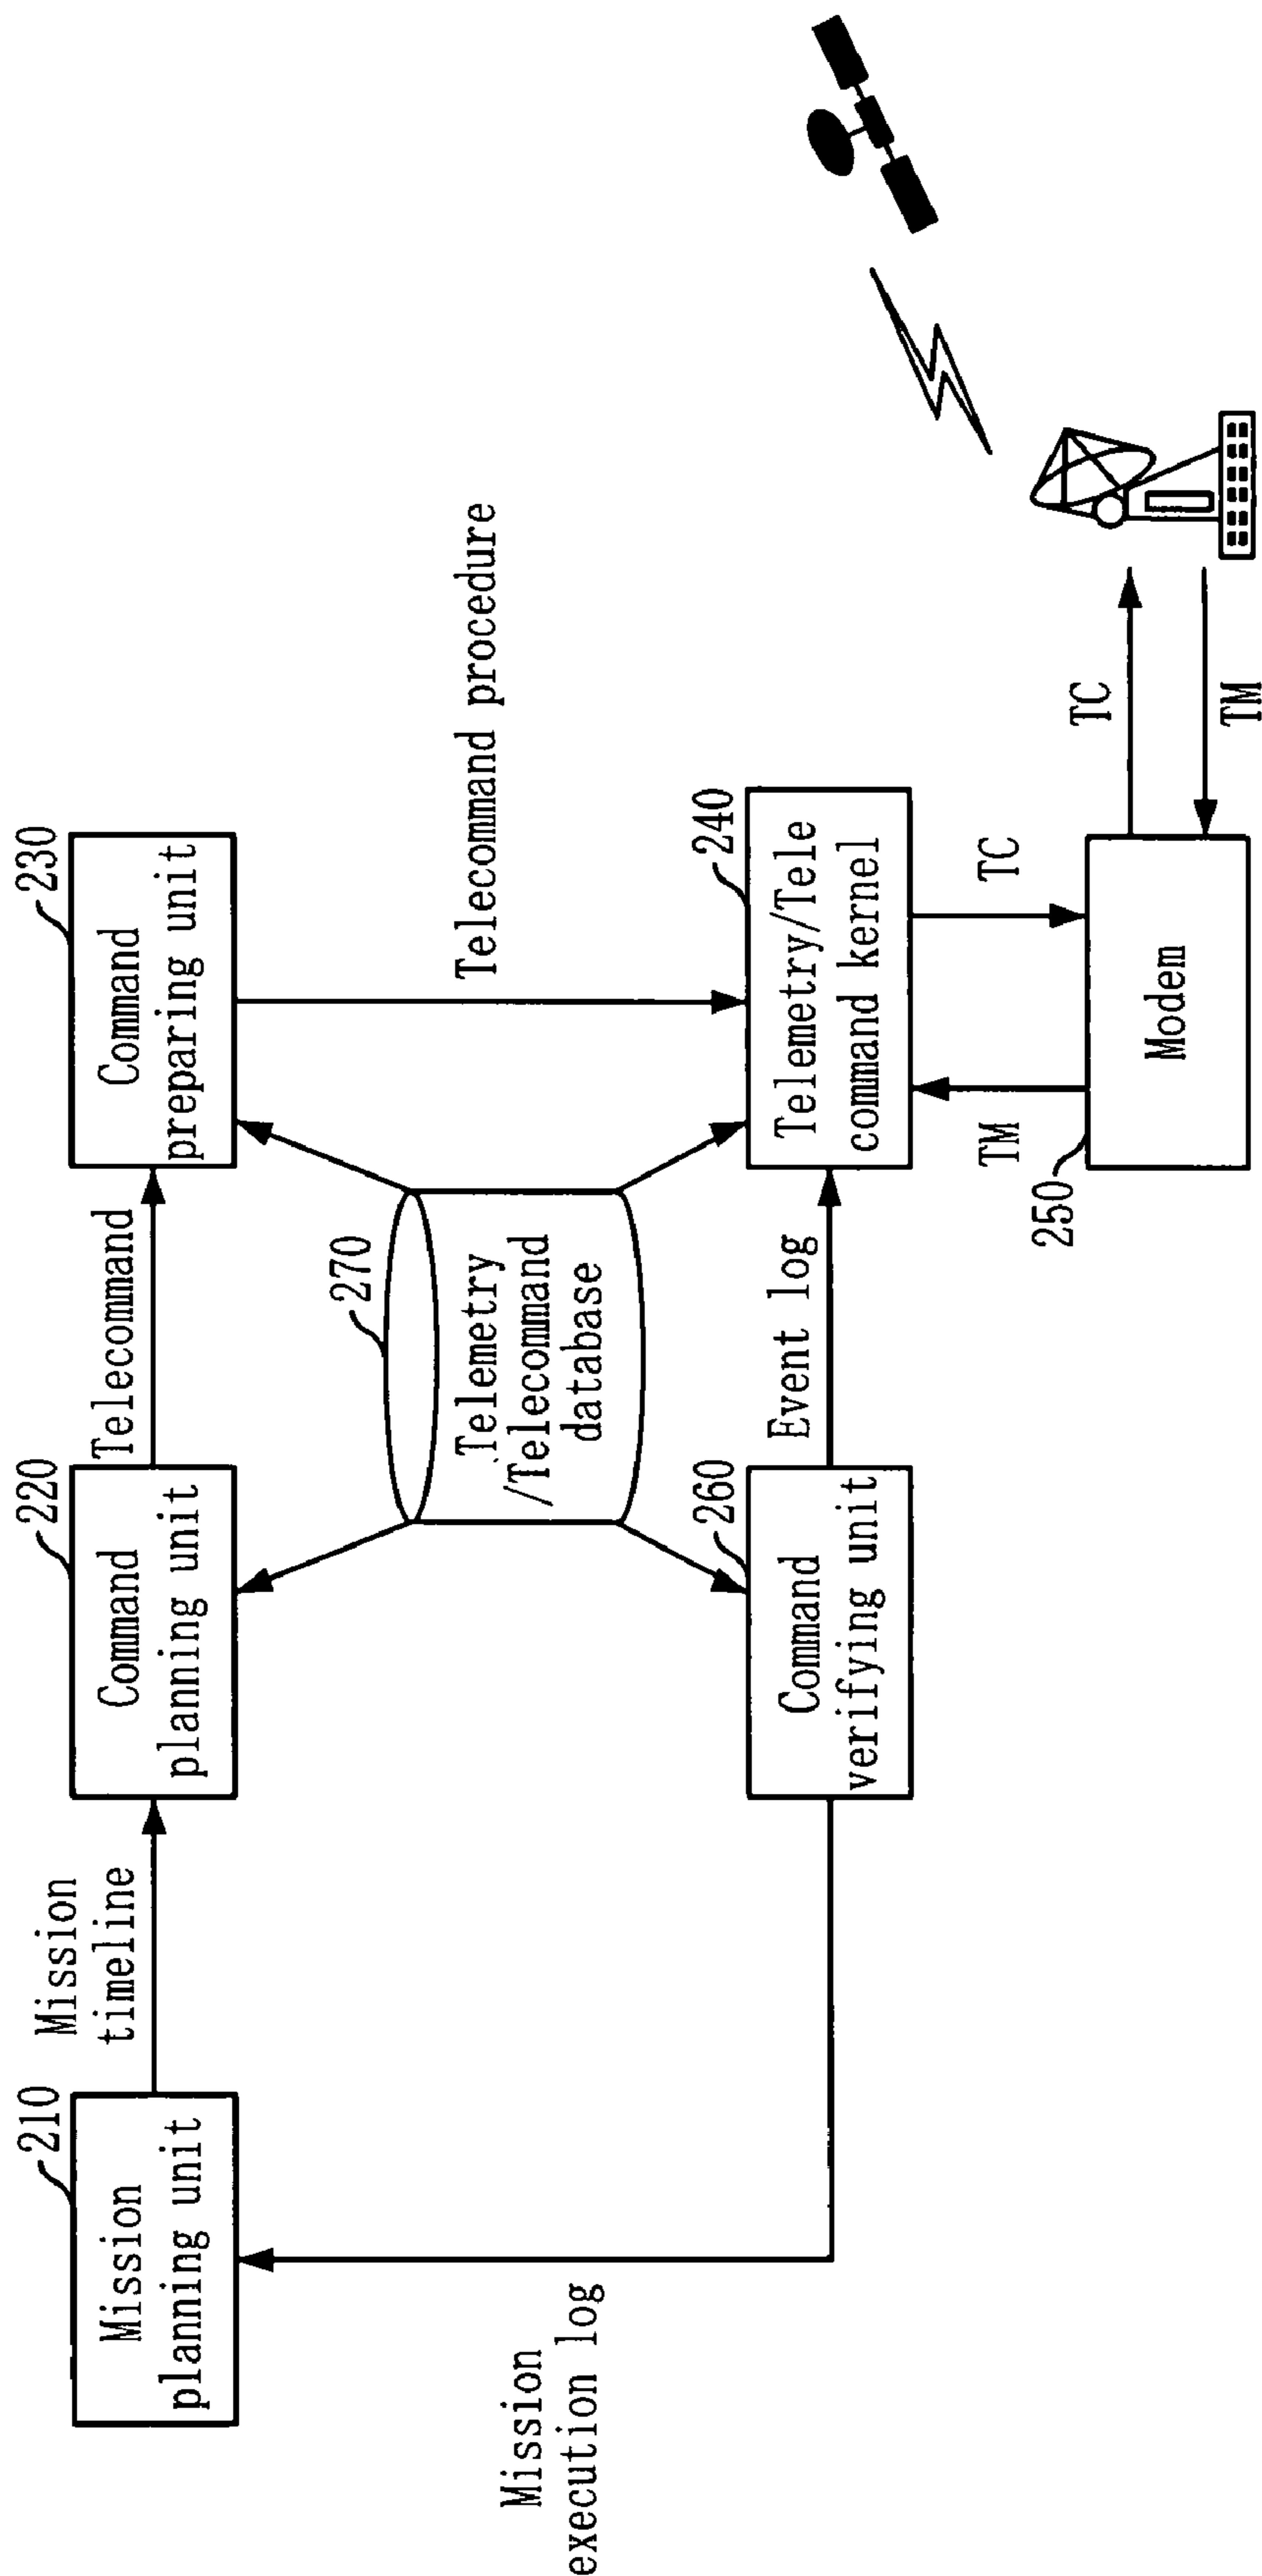 210
Mission
planning unit
Mission
timeline
220
Command
planning unit
Telecommand
230
Command
preparing unit
270
Telemetry
/Telecommand
database
Telecommand procedure
Mission
execution log
260
Command
verifying unit
Event log
240
Telemetry/Tele
command kernel
TM
TC
250
Modem
TC
TM